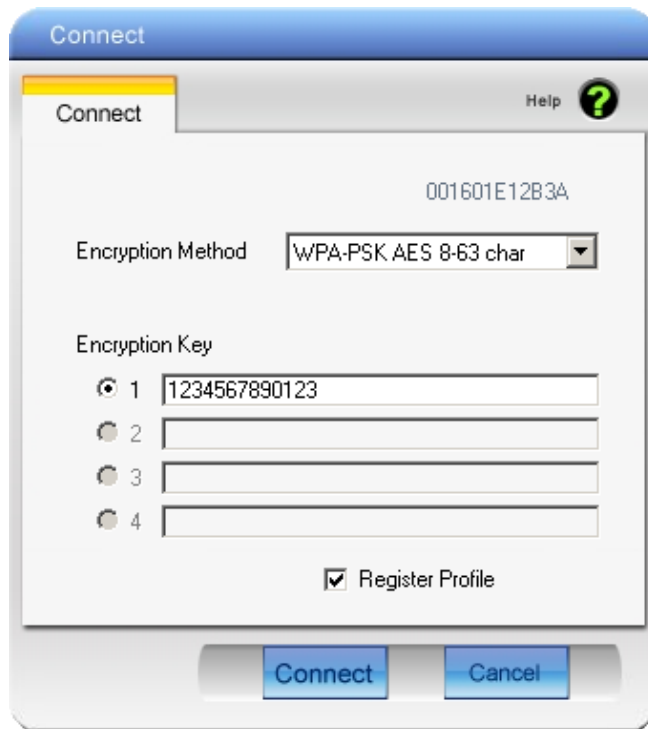 Connect
Connect
Help ?
001601E12B3A
Encryption Method WPA-PSK AES 8-63 char
Encryption Key
1 1234567890123
2
3
4
Register Profile
Connect Cancel